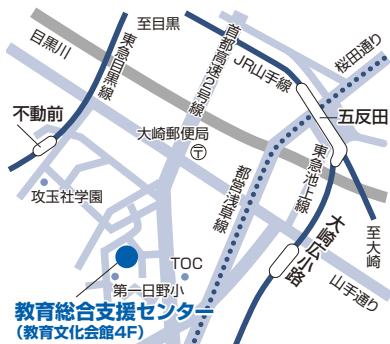 至目黒
目黒川
東急目黒線
首都高速2号線
JR山手線
桜田通り
不動前
大崎郵便局
〒
五反田
東急池上線
都営浅草線
攻玉社学園
大崎広小路
至大崎
TOC
第一日野小
山手通り
教育総合支援センター
(教育文化会館4F)